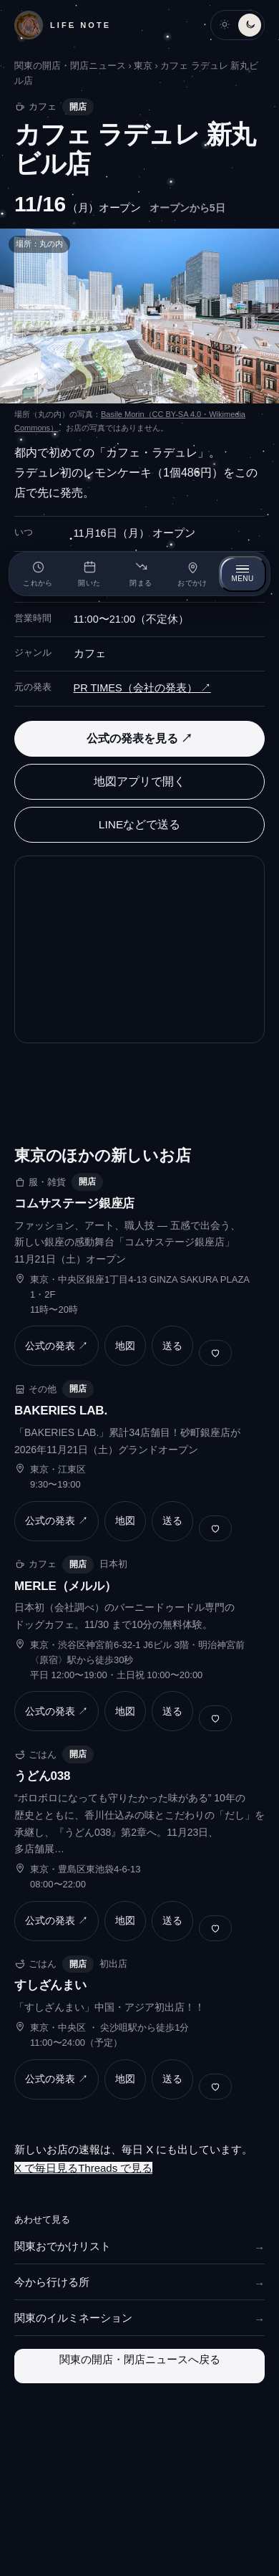 LIFE NOTE
関東の開店・閉店ニュース › 東京 › カフェ ラデュレ 新丸ビ
ル店
カフェ 開店
カフェ ラデュレ 新丸
ビル店
11/16（月）オープン オープンから5日
場所：丸の内
場所（丸の内）の写真：Basile Morin（CC BY-SA 4.0・Wikimedia
Commons）。お店の写真ではありません。
都内で初めての「カフェ・ラデュレ」。
ラデュレ初のレモンケーキ（1個486円）をこの
店で先に発売。
いつ 11月16日（月） オープン
これから 開いた 閉まる おでかけ MENU
営業時間 11:00〜21:00（不定休）
ジャンル カフェ
元の発表 PR TIMES（会社の発表） ↗
公式の発表を見る ↗
地図アプリで開く
LINEなどで送る
東京のほかの新しいお店
服・雑貨 開店
コムサステージ銀座店
ファッション、アート、職人技 — 五感で出会う、
新しい銀座の感動舞台「コムサステージ銀座店」
11月21日（土）オープン
東京・中央区銀座1丁目4-13 GINZA SAKURA PLAZA
1・2F
11時〜20時
公式の発表 ↗ 地図 送る ♡
その他 開店
BAKERIES LAB.
「BAKERIES LAB.」累計34店舗目！砂町銀座店が
2026年11月21日（土）グランドオープン
東京・江東区
9:30〜19:00
公式の発表 ↗ 地図 送る ♡
カフェ 開店 日本初
MERLE（メルル）
日本初（会社調べ）のバーニードゥードル専門の
ドッグカフェ。11/30 まで10分の無料体験。
東京・渋谷区神宮前6-32-1 J6ビル 3階・明治神宮前
〈原宿〉駅から徒歩30秒
平日 12:00〜19:00・土日祝 10:00〜20:00
公式の発表 ↗ 地図 送る ♡
ごはん 開店
うどん038
“ボロボロになっても守りたかった味がある” 10年の
歴史とともに、香川仕込みの味とこだわりの「だし」を
承継し、『うどん038』第2章へ。11月23日、
多店舗展…
東京・豊島区東池袋4-6-13
08:00〜22:00
公式の発表 ↗ 地図 送る ♡
ごはん 開店 初出店
すしざんまい
「すしざんまい」中国・アジア初出店！！
東京・中央区 ・ 尖沙咀駅から徒歩1分
11:00〜24:00（予定）
公式の発表 ↗ 地図 送る ♡
新しいお店の速報は、毎日 X にも出しています。
X で毎日見るThreads で見る
あわせて見る
関東おでかけリスト →
今から行ける所 →
関東のイルミネーション →
関東の開店・閉店ニュースへ戻る